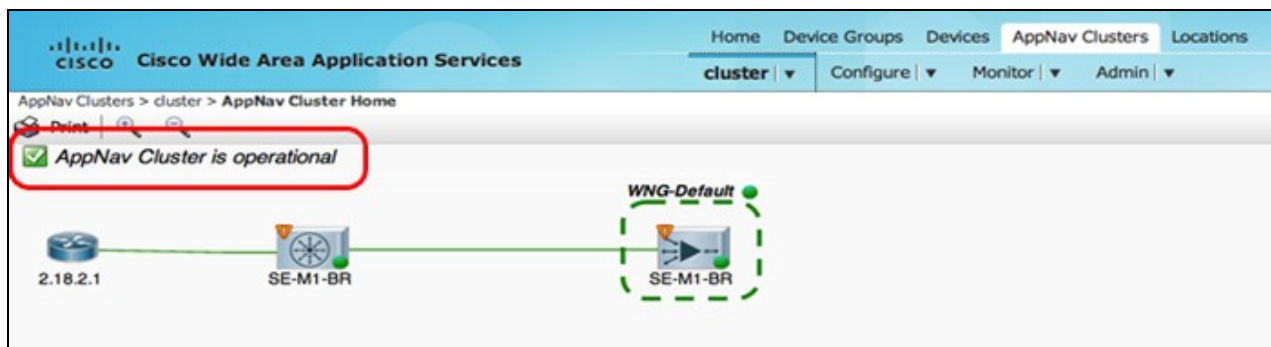 Home Device Groups Devices AppNav Clusters Locations
CISCO Cisco Wide Area Application Services
cluster Configure Monitor Admin
AppNav Clusters > cluster > AppNav Cluster Home
Print
AppNav Cluster is operational
WNG-Default
2.18.2.1 SE-M1-BR SE-M1-BR